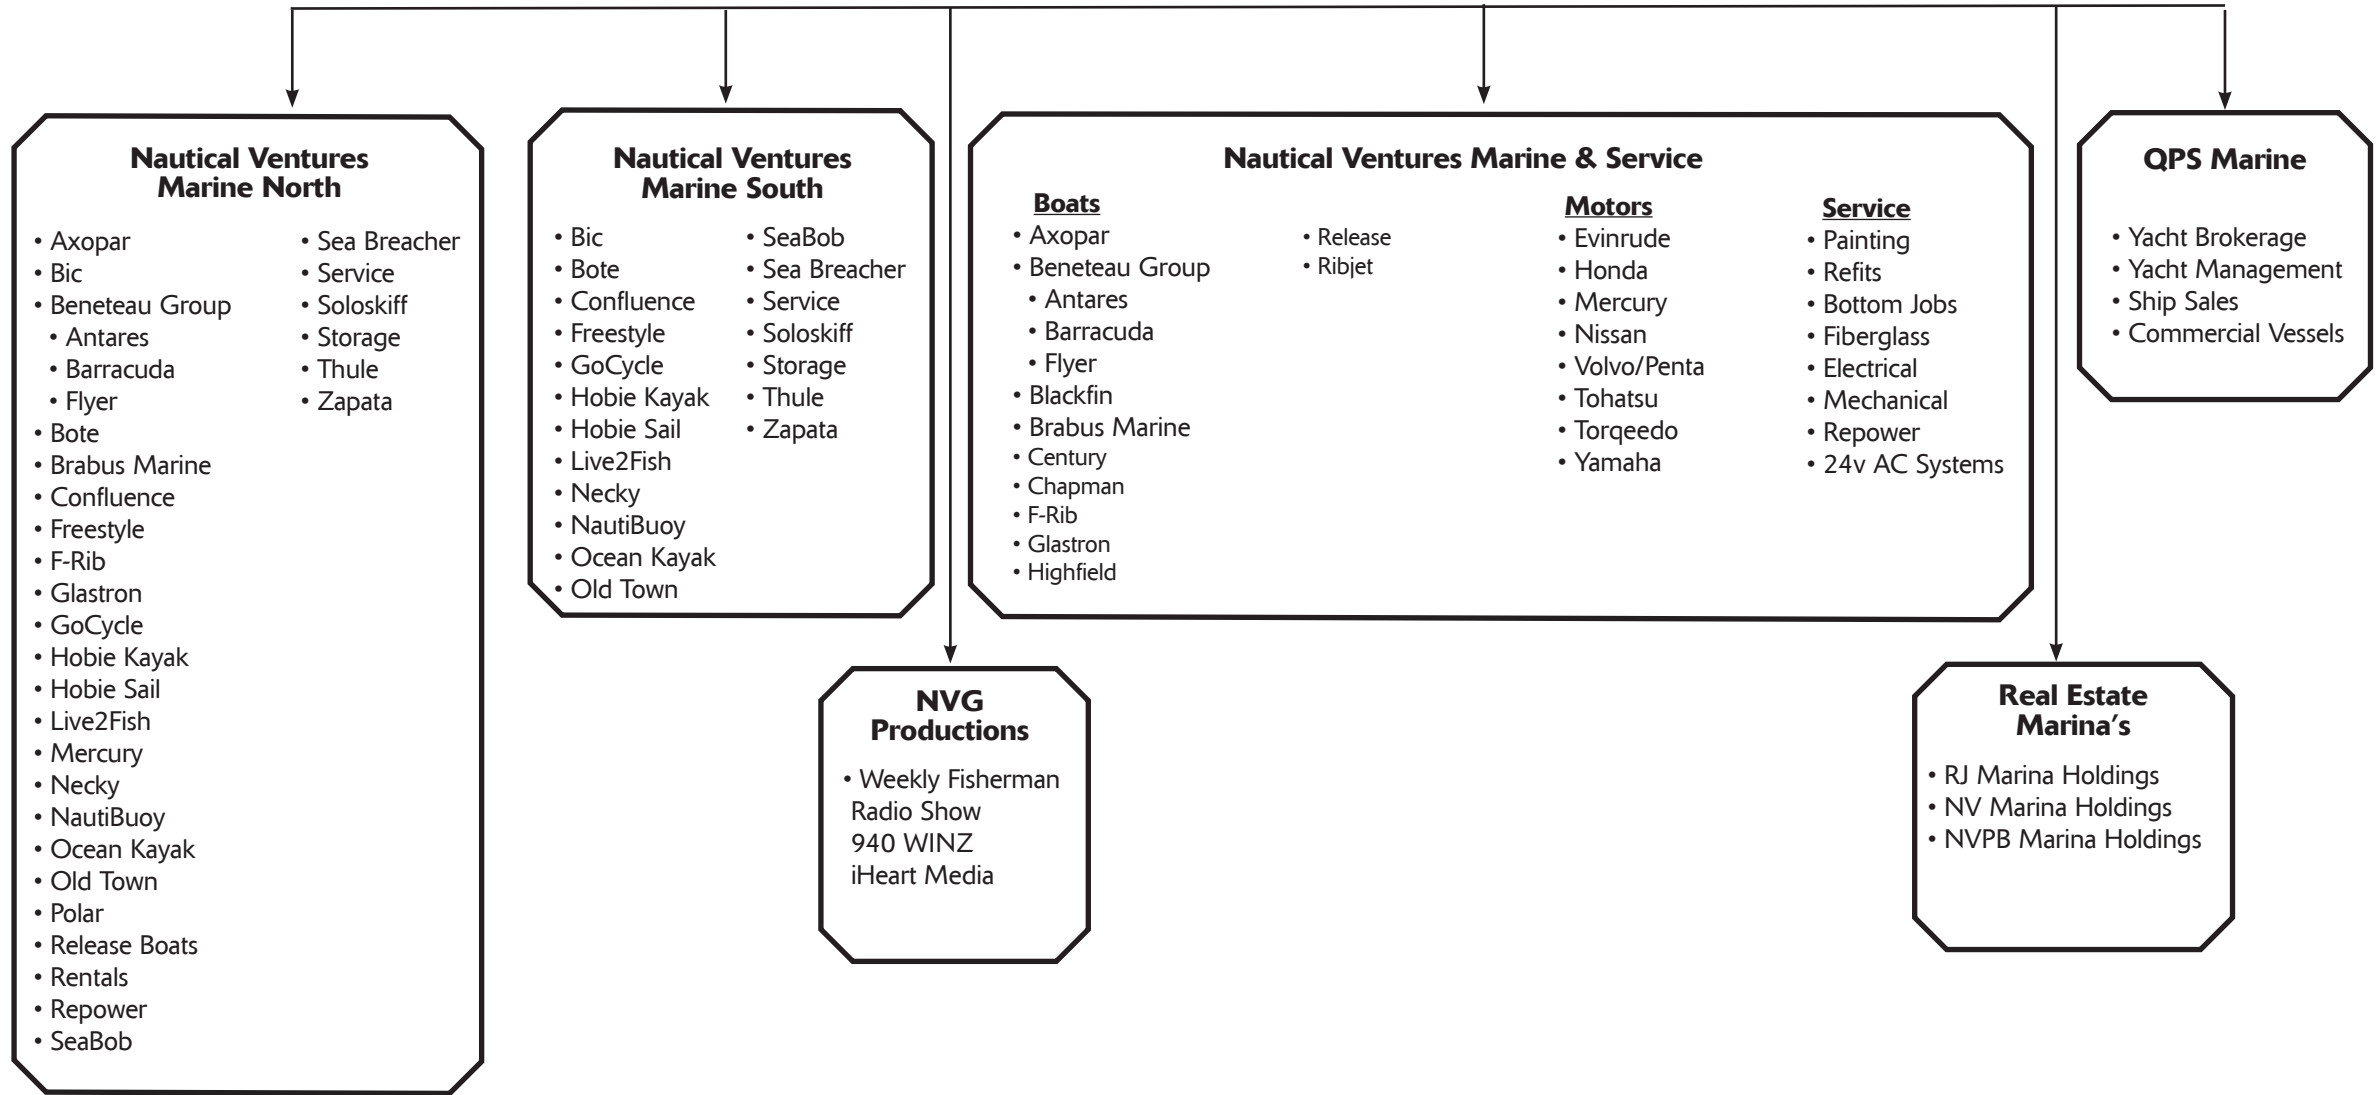 Nautical Ventures
Marine North
• Axopar
• Bic
• Beneteau Group
• Antares
• Barracuda
• Flyer
• Bote
• Brabus Marine
• Confluence
• Freestyle
• F-Rib
• Glastron
• GoCycle
• Hobie Kayak
• Hobie Sail
• Live2Fish
• Mercury
• Necky
• NautiBuoy
• Ocean Kayak
• Old Town
• Polar
• Release Boats
• Rentals
• Repower
• SeaBob
• Sea Breacher
• Service
• Soloskiff
• Storage
• Thule
• Zapata
Nautical Ventures
Marine South
• Bic
• Bote
• Confluence
• Freestyle
• GoCycle
• Hobie Kayak
• Hobie Sail
• Live2Fish
• Necky
• NautiBuoy
• Ocean Kayak
• Old Town
• SeaBob
• Sea Breacher
• Service
• Soloskiff
• Storage
• Thule
• Zapata
Nautical Ventures Marine & Service
Boats
• Axopar
• Beneteau Group
• Antares
• Barracuda
• Flyer
• Blackfin
• Brabus Marine
• Century
• Chapman
• F-Rib
• Glastron
• Highfield
• Release
• Ribjet
Motors
• Evinrude
• Honda
• Mercury
• Nissan
• Volvo/Penta
• Tohatsu
• Torqeedo
• Yamaha
Service
• Painting
• Refits
• Bottom Jobs
• Fiberglass
• Electrical
• Mechanical
• Repower
• 24v AC Systems
QPS Marine
• Yacht Brokerage
• Yacht Management
• Ship Sales
• Commercial Vessels
NVG
Productions
• Weekly Fisherman
Radio Show
940 WINZ
iHeart Media
Real Estate
Marina’s
• RJ Marina Holdings
• NV Marina Holdings
• NVPB Marina Holdings